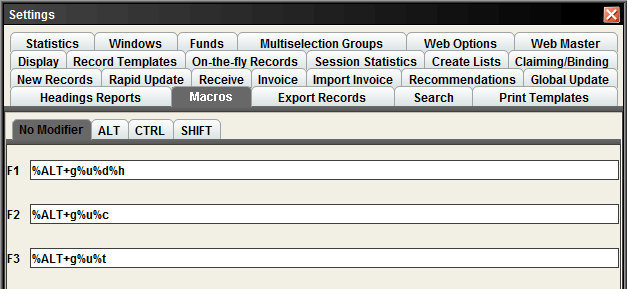 Settings
Statistics Windows Funds Multiselection Groups Web Options Web Master
Display Record Templates On-the-fly Records Session Statistics Create Lists Claiming/Binding
New Records Rapid Update Receive Invoice Import Invoice Recommendations Global Update
Headings Reports Macros Export Records Search Print Templates
No Modifier ALT CTRL SHIFT
F1 %ALT+g%u%d%h
F2 %ALT+g%u%c
F3 %ALT+g%u%t